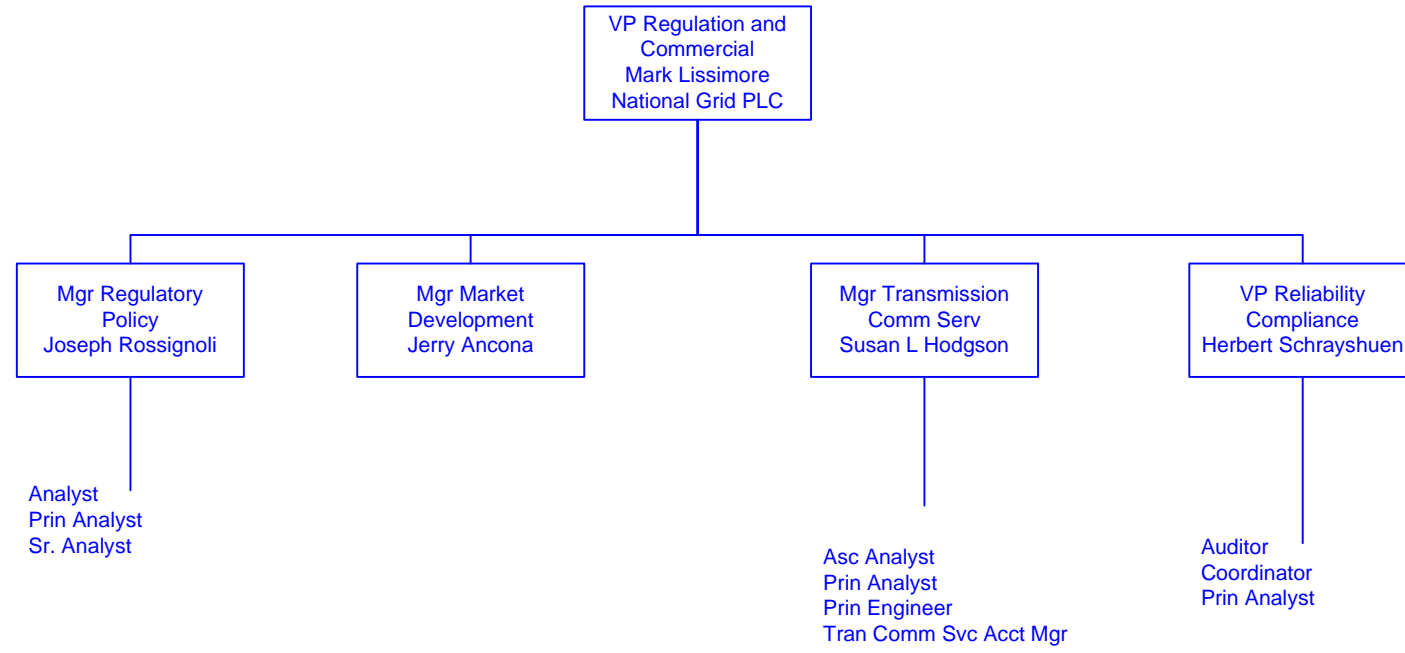 VP Regulation and
Commercial
Mark Lissimore
National Grid PLC
Mgr Regulatory
Policy
Joseph Rossignoli
Mgr Market
Development
Jerry Ancona
Mgr Transmission
Comm Serv
Susan L Hodgson
VP Reliability
Compliance
Herbert Schrayshuen
Analyst
Prin Analyst
Sr. Analyst
Asc Analyst
Prin Analyst
Prin Engineer
Tran Comm Svc Acct Mgr
Auditor
Coordinator
Prin Analyst